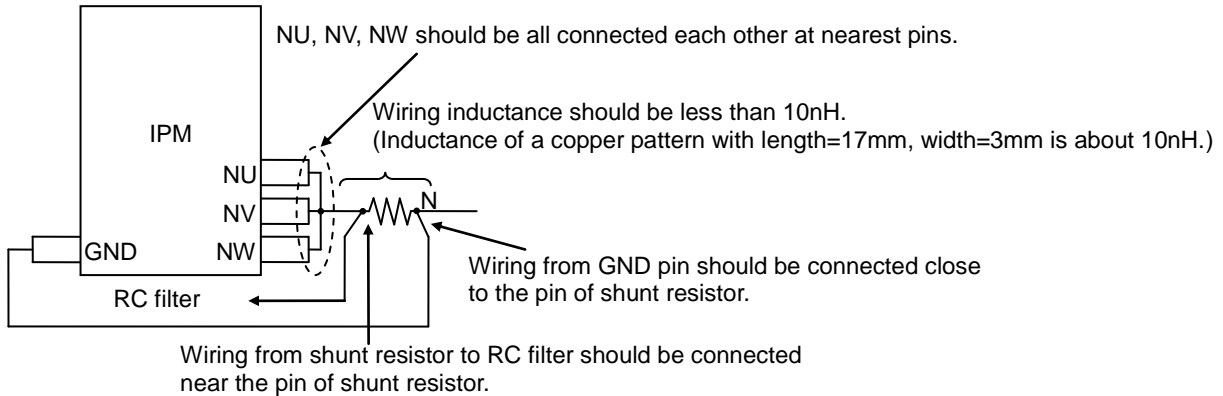 NU, NV, NW should be all connected each other at nearest pins.
Wiring inductance should be less than 10nH.
(Inductance of a copper pattern with length=17mm, width=3mm is about 10nH.)
IPM
NU
NV
N
GND
NW
RC filter
Wiring from GND pin should be connected close
to the pin of shunt resistor.
Wiring from shunt resistor to RC filter should be connected
near the pin of shunt resistor.